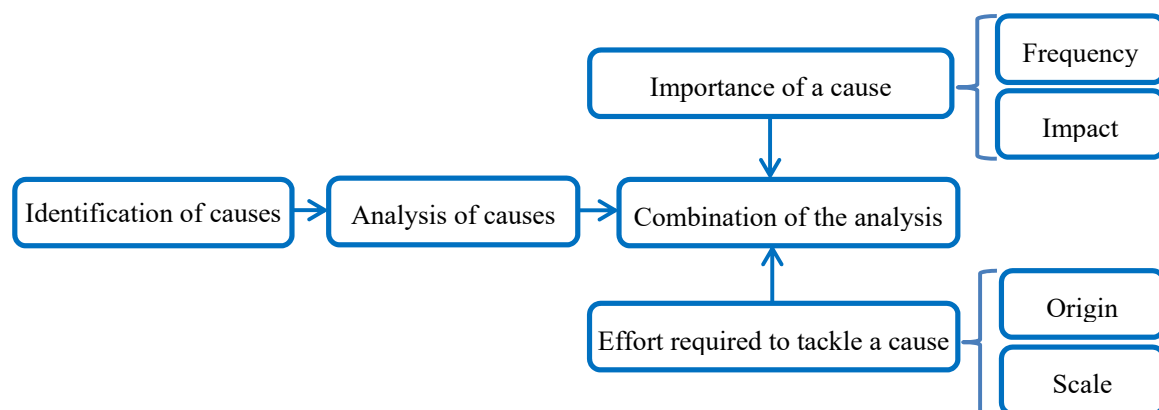 Frequency
Importance of a cause
Impact
Identification of causes
Analysis of causes
Combination of the analysis
Origin
Effort required to tackle a cause
Scale